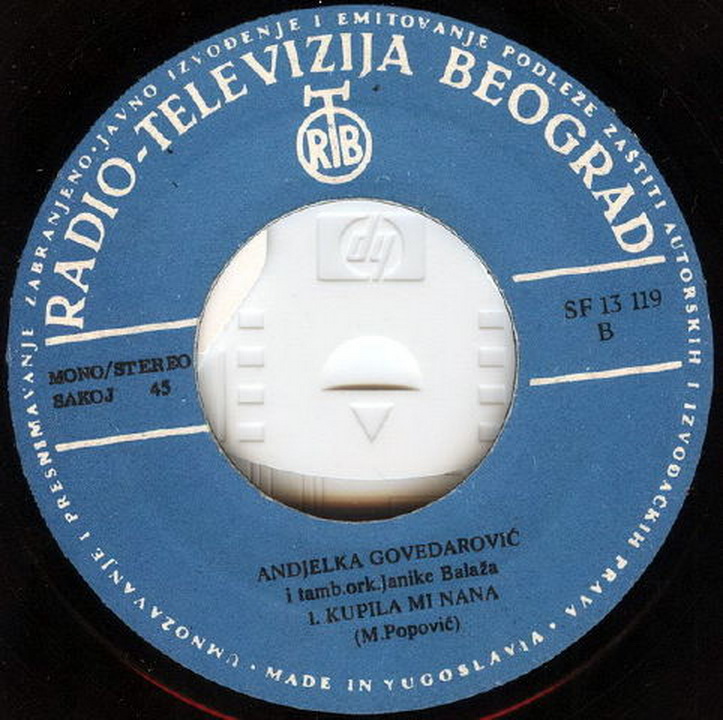 JAVNO IZVOĐENJE I EMITOVANJE PODLEŽE ZAŠTITI AUTORSKIH I IZVOĐAČKIH PRAVA · UMNOŽAVANJE I PRESNIMAVANJE ZABRANJENO ·
RADIO-TELEVIZIJA BEOGRAD
RTB
hp
MONO/STEREO
SAKOJ 45
SF 13 119
B
ANDJELKA GOVEDAROVIĆ
i tamb.ork.Janike Balaža
1. KUPILA MI NANA
(M.Popović)
· MADE IN YUGOSLAVIA ·